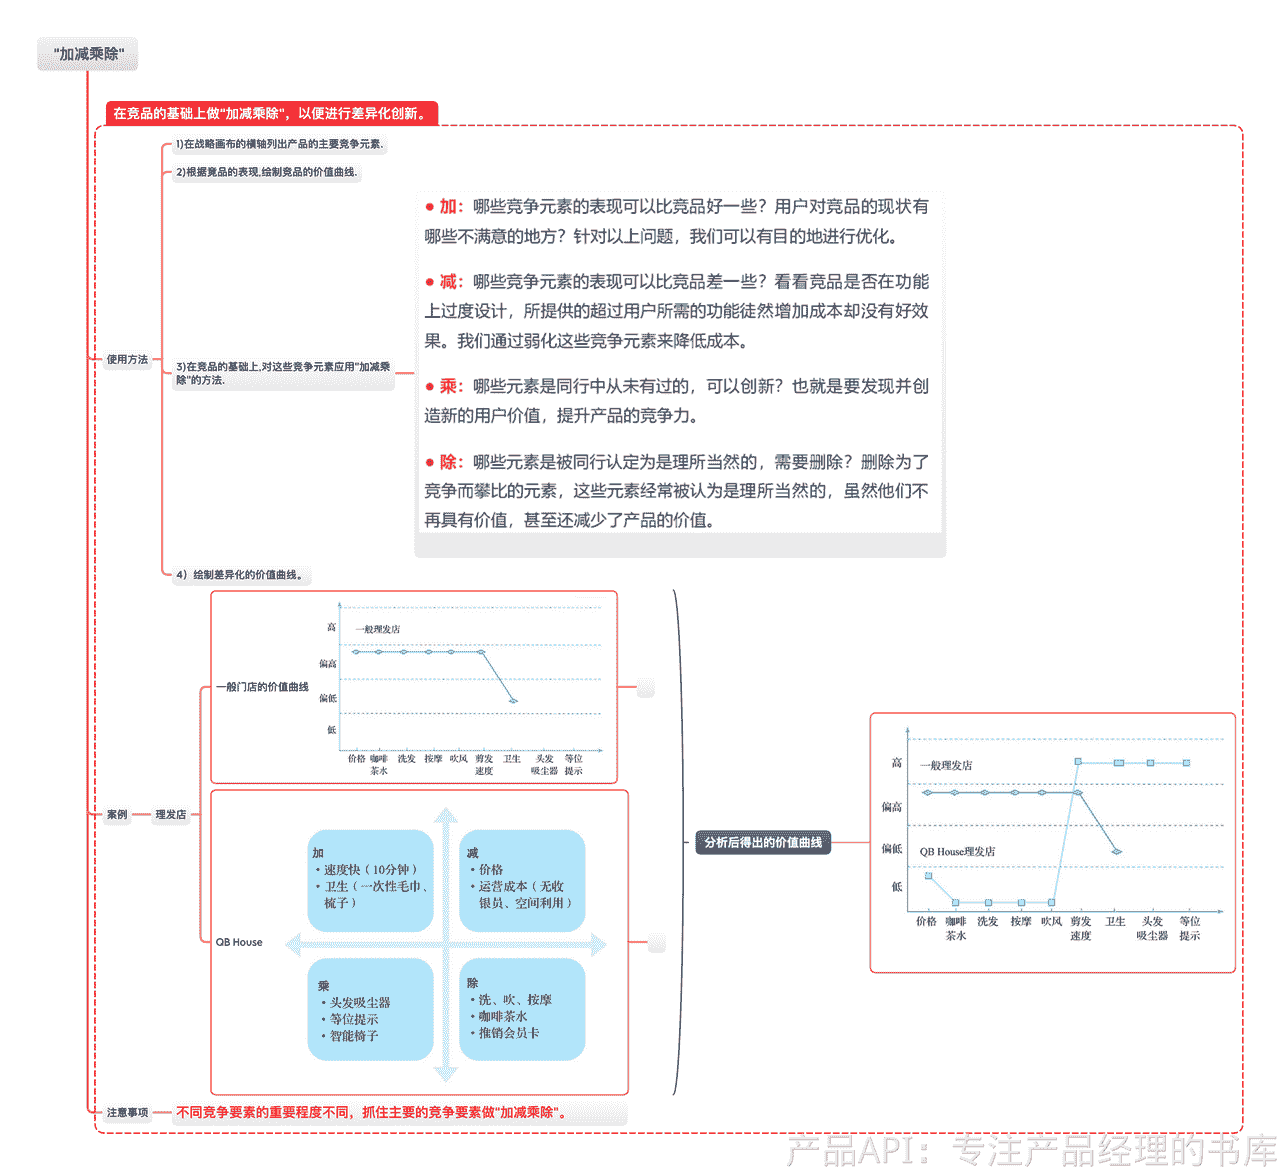 "加减乘除"
在竞品的基础上做"加减乘除"，以便进行差异化创新。
使用方法
1)在战略画布的横轴列出产品的主要竞争元素.
2)根据竟品的表现,绘制竞品的价值曲线.
3)在竞品的基础上,对这些竞争元素应用"加减乘
除"的方法.
● 加：哪些竞争元素的表现可以比竞品好一些？用户对竞品的现状有
哪些不满意的地方？针对以上问题，我们可以有目的地进行优化。
● 减：哪些竞争元素的表现可以比竞品差一些？看看竞品是否在功能
上过度设计，所提供的超过用户所需的功能徒然增加成本却没有好效
果。我们通过弱化这些竞争元素来降低成本。
● 乘：哪些元素是同行中从未有过的，可以创新？也就是要发现并创
造新的用户价值，提升产品的竞争力。
● 除：哪些元素是被同行认定为是理所当然的，需要删除？删除为了
竞争而攀比的元素，这些元素经常被认为是理所当然的，虽然他们不
再具有价值，甚至还减少了产品的价值。
4）绘制差异化的价值曲线。
案例
理发店
一般门店的价值曲线
高
一般理发店
偏高
偏低
低
价格 咖啡 洗发 按摩 吹风 剪发 卫生 头发 等位
茶水 速度 吸尘器 提示
QB House
加
• 速度快（10分钟）
• 卫生（一次性毛巾、
梳子）
减
• 价格
• 运营成本（无收
银员、空间利用）
乘
• 头发吸尘器
• 等位提示
• 智能椅子
除
• 洗、吹、按摩
• 咖啡茶水
• 推销会员卡
分析后得出的价值曲线
高
一般理发店
偏高
偏低
QB House理发店
低
价格 咖啡 洗发 按摩 吹风 剪发 卫生 头发 等位
茶水 速度 吸尘器 提示
注意事项
不同竞争要素的重要程度不同，抓住主要的竞争要素做"加减乘除"。
产品API：专注产品经理的书库